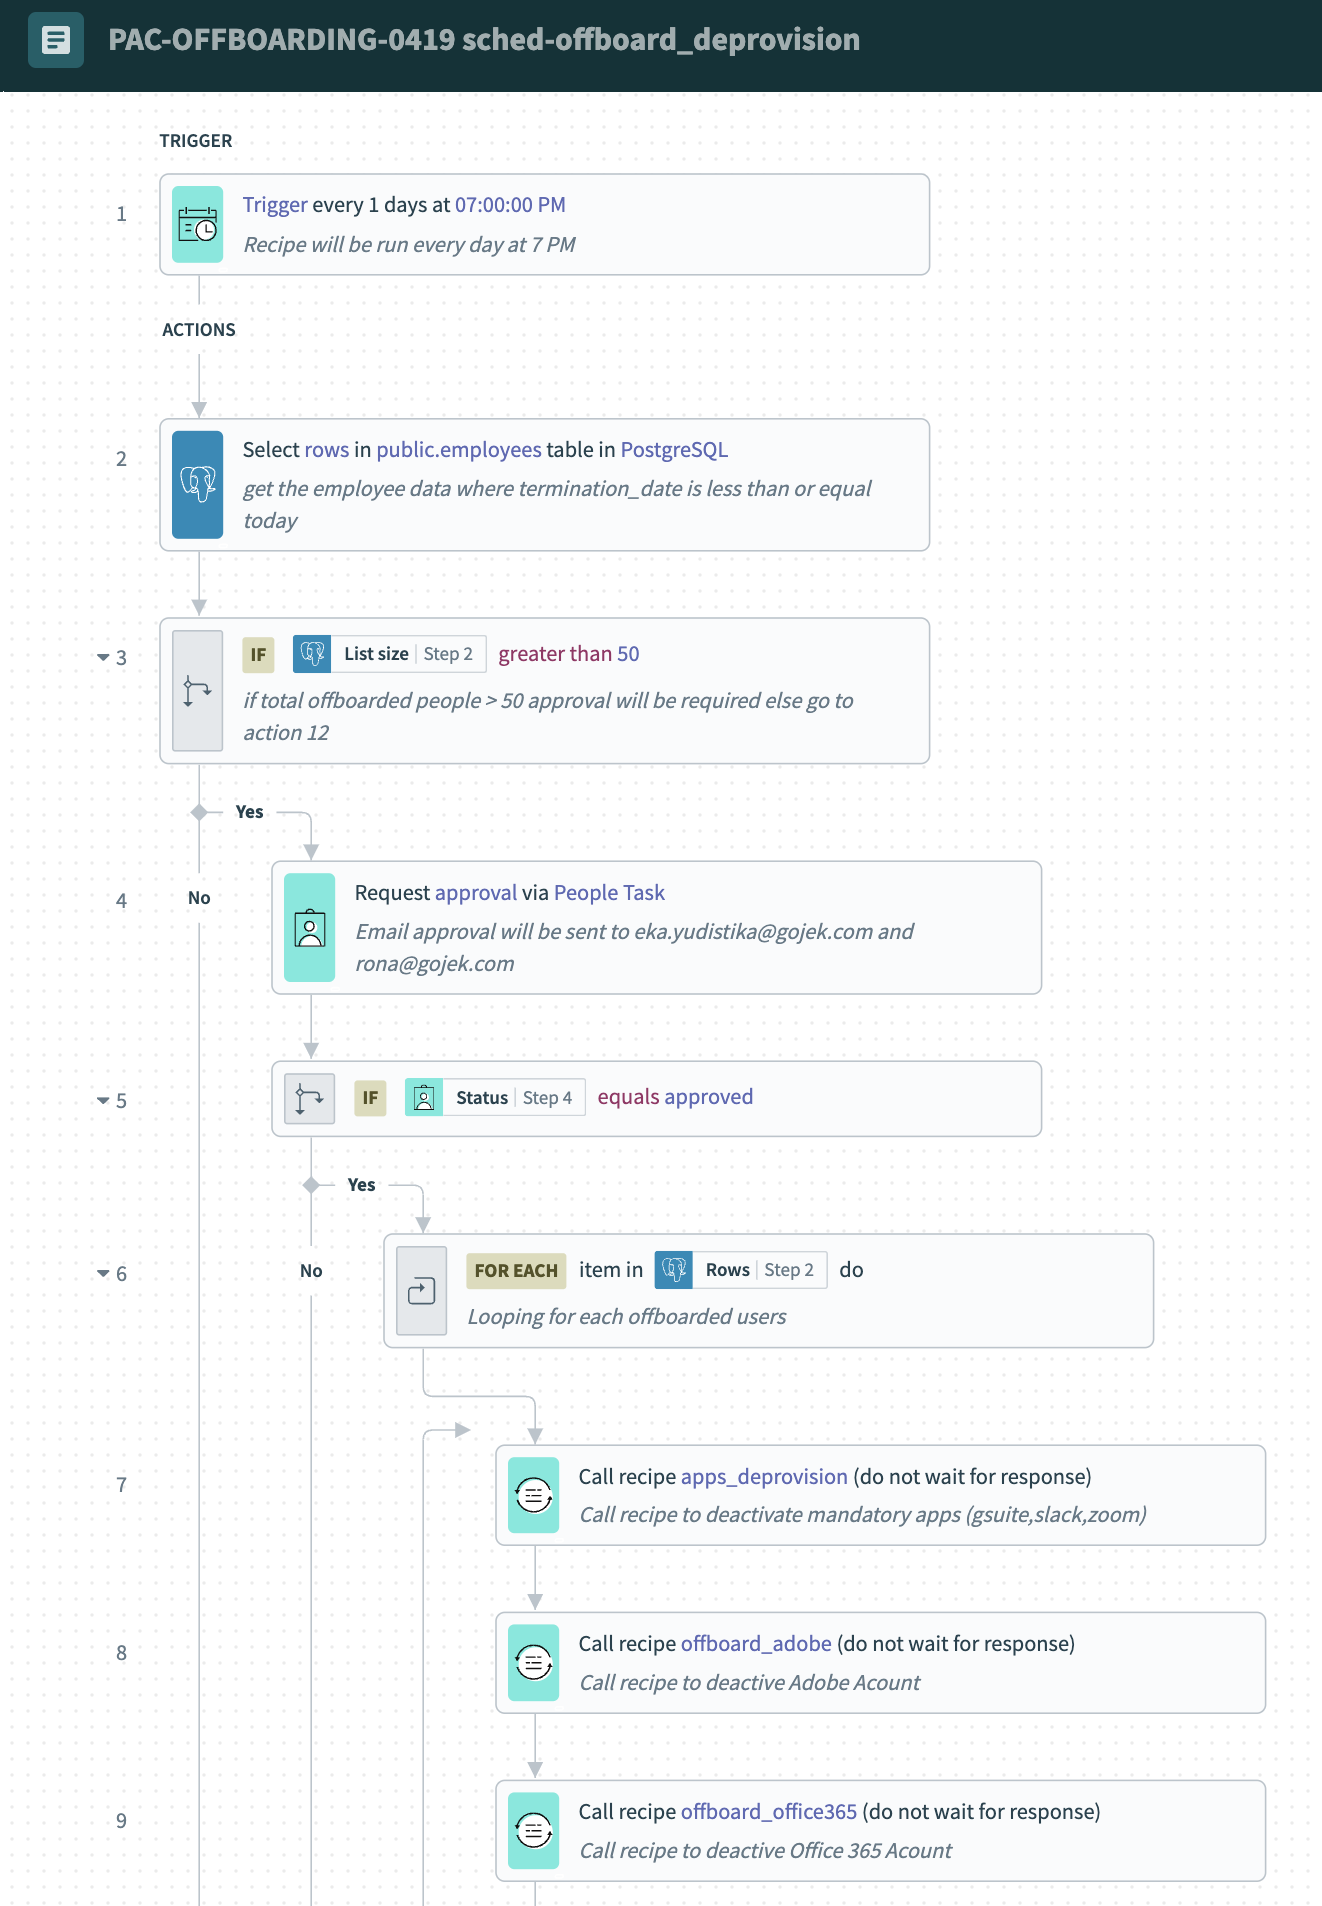 PAC-OFFBOARDING-0419 sched-offboard_deprovision
TRIGGER
1
Trigger every 1 days at 07:00:00 PM
Recipe will be run every day at 7 PM
ACTIONS
2
Select rows in public.employees table in PostgreSQL
get the employee data where termination_date is less than or equal
today
3
IF List size Step 2 greater than 50
if total offboarded people > 50 approval will be required else go to
action 12
Yes
No
4
Request approval via People Task
Email approval will be sent to eka.yudistika@gojek.com and
rona@gojek.com
5
IF Status Step 4 equals approved
Yes
No
6
FOR EACH item in Rows Step 2 do
Looping for each offboarded users
7
Call recipe apps_deprovision (do not wait for response)
Call recipe to deactivate mandatory apps (gsuite,slack,zoom)
8
Call recipe offboard_adobe (do not wait for response)
Call recipe to deactive Adobe Acount
9
Call recipe offboard_office365 (do not wait for response)
Call recipe to deactive Office 365 Acount